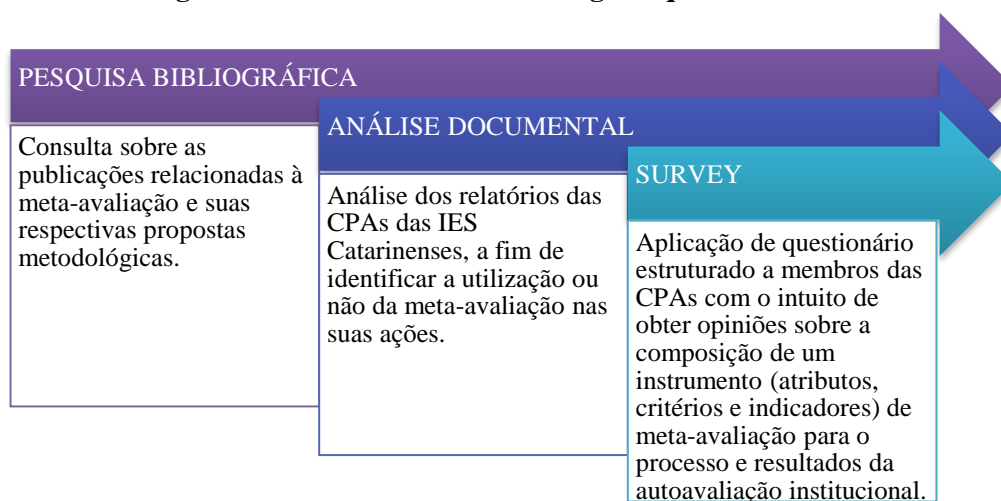 PESQUISA BIBLIOGRÁFICA
Consulta sobre as
publicações relacionadas à
meta-avaliação e suas
respectivas propostas
metodológicas.
ANÁLISE DOCUMENTAL
Análise dos relatórios das
CPAs das IES
Catarinenses, a fim de
identificar a utilização ou
não da meta-avaliação nas
suas ações.
SURVEY
Aplicação de questionário
estruturado a membros das
CPAs com o intuito de
obter opiniões sobre a
composição de um
instrumento (atributos,
critérios e indicadores) de
meta-avaliação para o
processo e resultados da
autoavaliação institucional.